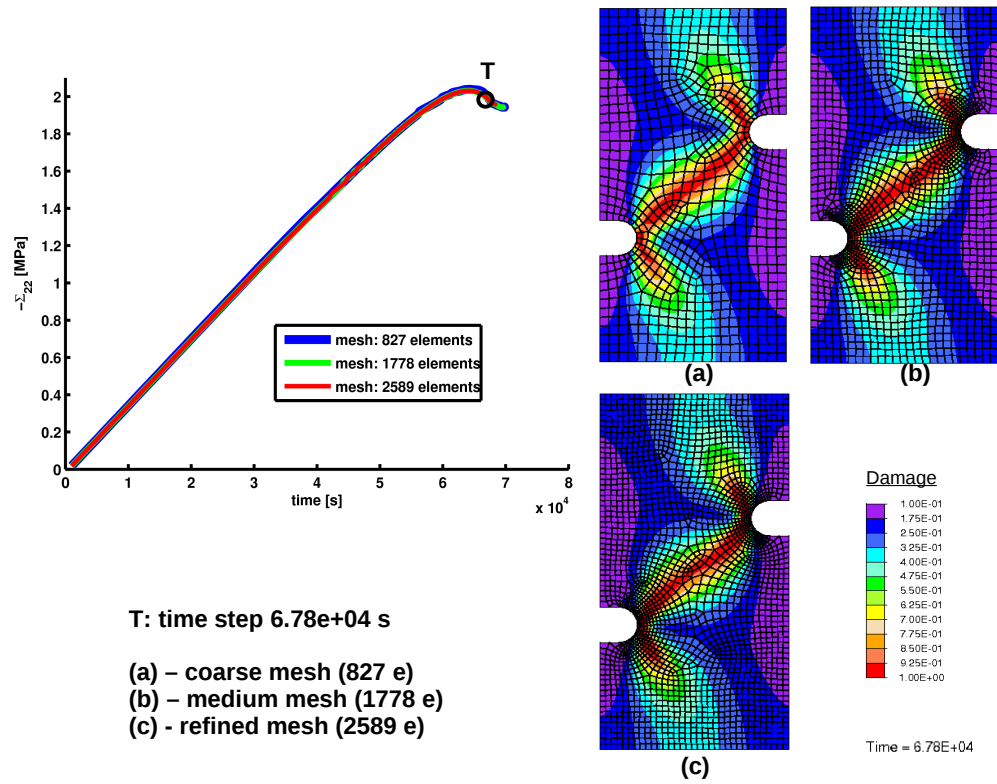 T
2
1.8
1.6
1.4
1.2
1
0.8
0.6
0.4
0.2
0
-Σ22 [MPa]
0 1 2 3 4 5 6 7 8
time [s]
x 10^4
mesh: 827 elements
mesh: 1778 elements
mesh: 2589 elements
(a)
(b)
(c)
T: time step 6.78e+04 s
(a) – coarse mesh (827 e)
(b) – medium mesh (1778 e)
(c) - refined mesh (2589 e)
Damage
1.00E-01
1.75E-01
2.50E-01
3.25E-01
4.00E-01
4.75E-01
5.50E-01
6.25E-01
7.00E-01
7.75E-01
8.50E-01
9.25E-01
1.00E+00
Time = 6.78E+04